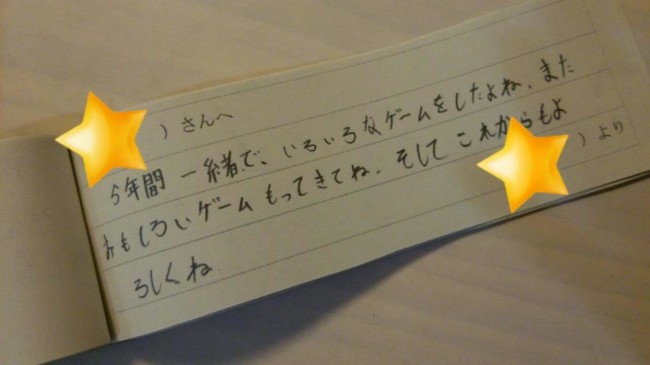 ）さんへ
5年間 一緒で、いろいろなゲームをしたよね、また
おもしろいゲーム もってきてね、そして これからもよ
ろしくね
）より